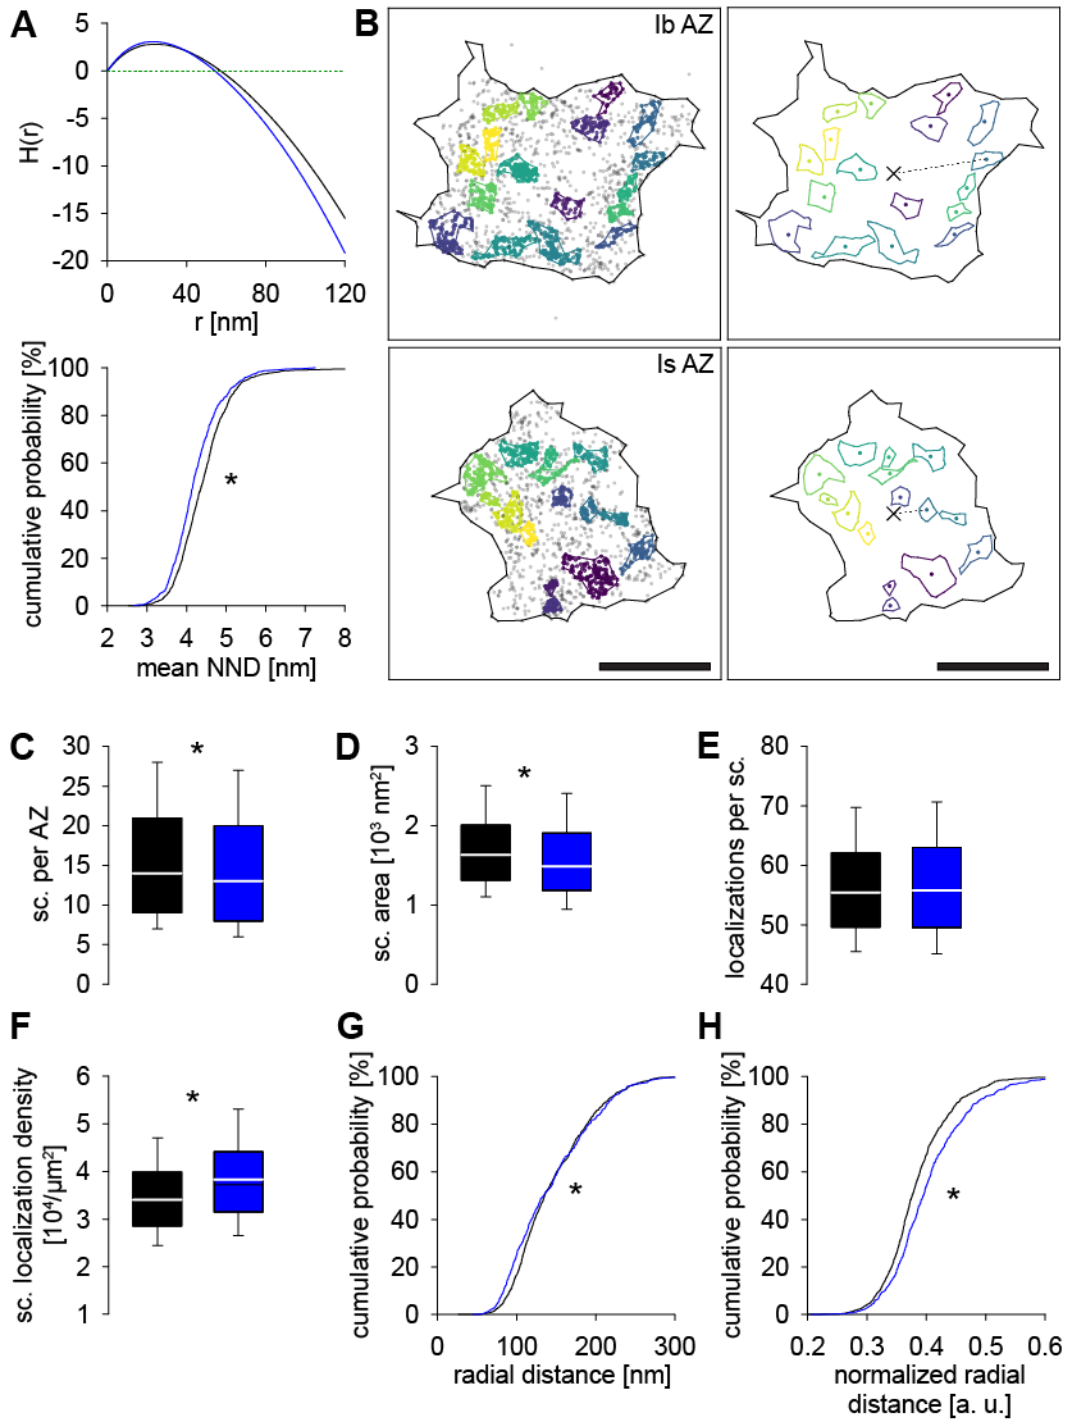 A
5
0
-5
-10
-15
-20
H(r)
0 40 80 120
r [nm]
100
80
60
40
20
0
cumulative probability [%]
*
2 3 4 5 6 7 8
mean NND [nm]
B
Ib AZ
Is AZ
C
30
25
20
15
10
5
0
sc. per AZ
*
D
3
2
1
0
sc. area [10³ nm²]
*
E
80
70
60
50
40
localizations per sc.
F
6
5
4
3
2
1
sc. localization density
[10⁴/µm²]
*
G
100
80
60
40
20
0
cumulative probability [%]
*
0 100 200 300
radial distance [nm]
H
100
80
60
40
20
0
cumulative probability [%]
*
0.2 0.3 0.4 0.5 0.6
normalized radial
distance [a. u.]